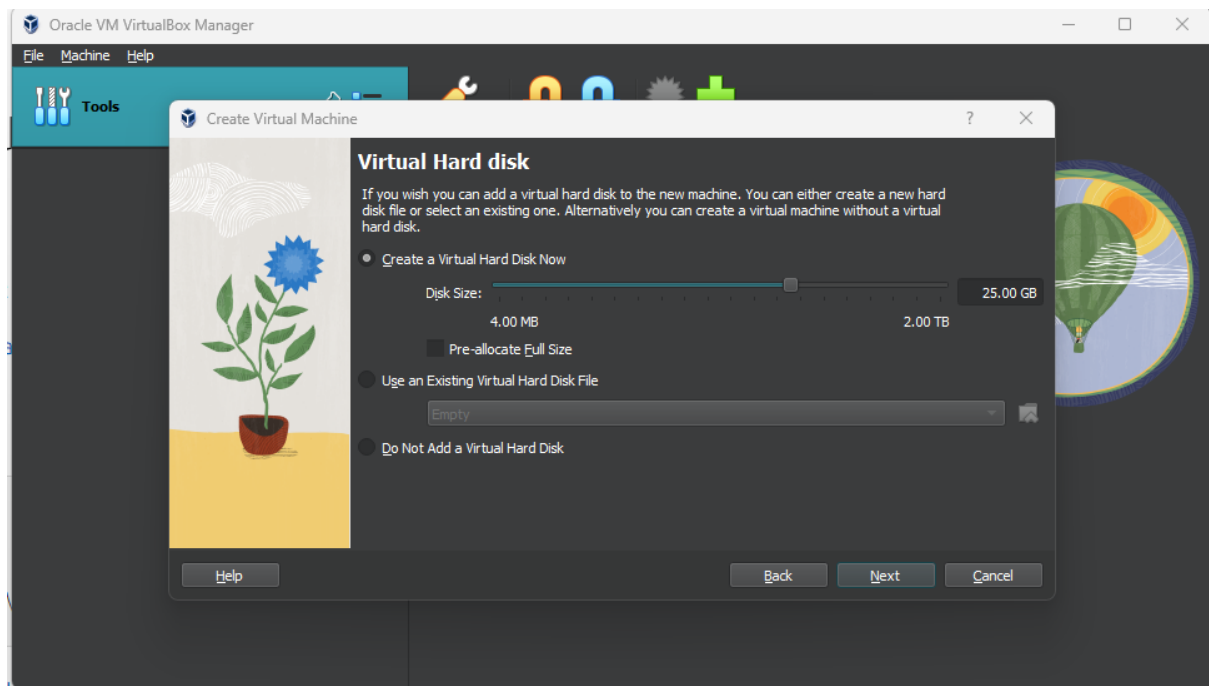 Oracle VM VirtualBox Manager
File Machine Help
Tools
Create Virtual Machine
?
Virtual Hard disk
If you wish you can add a virtual hard disk to the new machine. You can either create a new hard
disk file or select an existing one. Alternatively you can create a virtual machine without a virtual
hard disk.
Create a Virtual Hard Disk Now
Disk Size:
25.00 GB
4.00 MB
2.00 TB
Pre-allocate Full Size
Use an Existing Virtual Hard Disk File
Empty
Do Not Add a Virtual Hard Disk
Help
Back
Next
Cancel